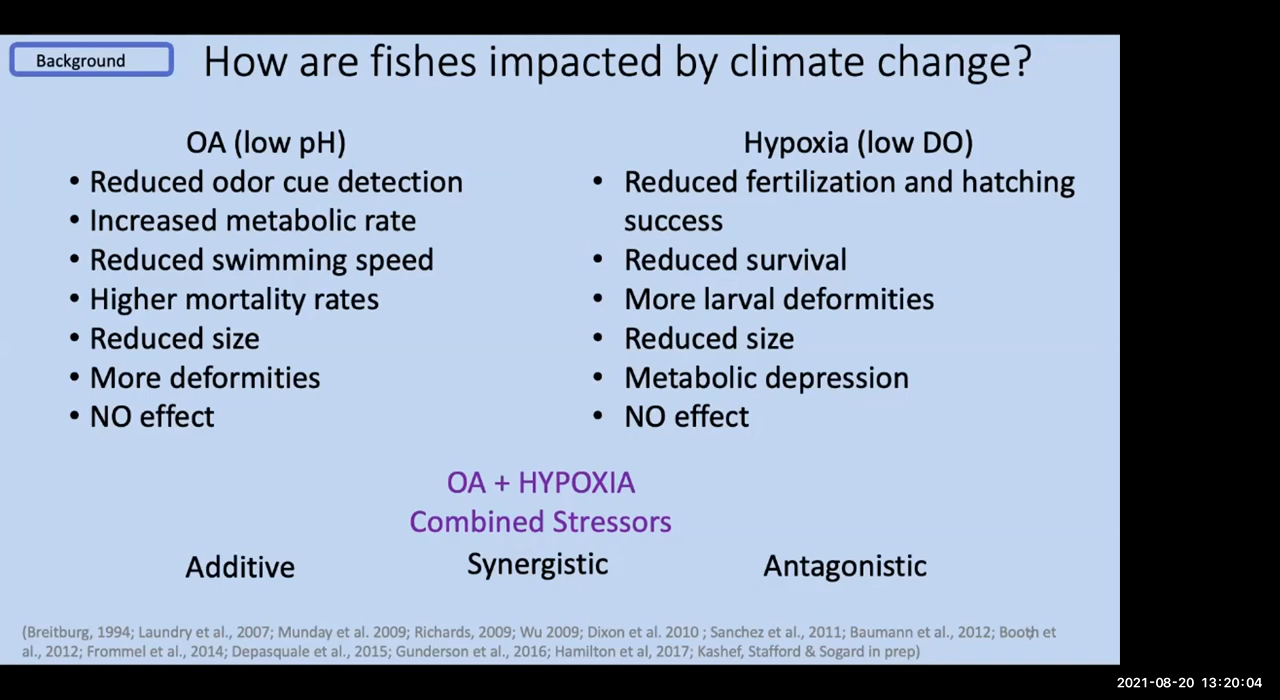 Background
How are fishes impacted by climate change?
OA (low pH)
• Reduced odor cue detection
• Increased metabolic rate
• Reduced swimming speed
• Higher mortality rates
• Reduced size
• More deformities
• NO effect
Hypoxia (low DO)
• Reduced fertilization and hatching
success
• Reduced survival
• More larval deformities
• Reduced size
• Metabolic depression
• NO effect
OA + HYPOXIA
Combined Stressors
Additive
Synergistic
Antagonistic
(Breitburg, 1994; Laundry et al., 2007; Munday et al. 2009; Richards, 2009; Wu 2009; Dixon et al. 2010 ; Sanchez et al., 2011; Baumann et al., 2012; Booth et
al., 2012; Frommel et al., 2014; Depasquale et al., 2015; Gunderson et al., 2016; Hamilton et al, 2017; Kashef, Stafford & Sogard in prep)
2021-08-20 13:20:04